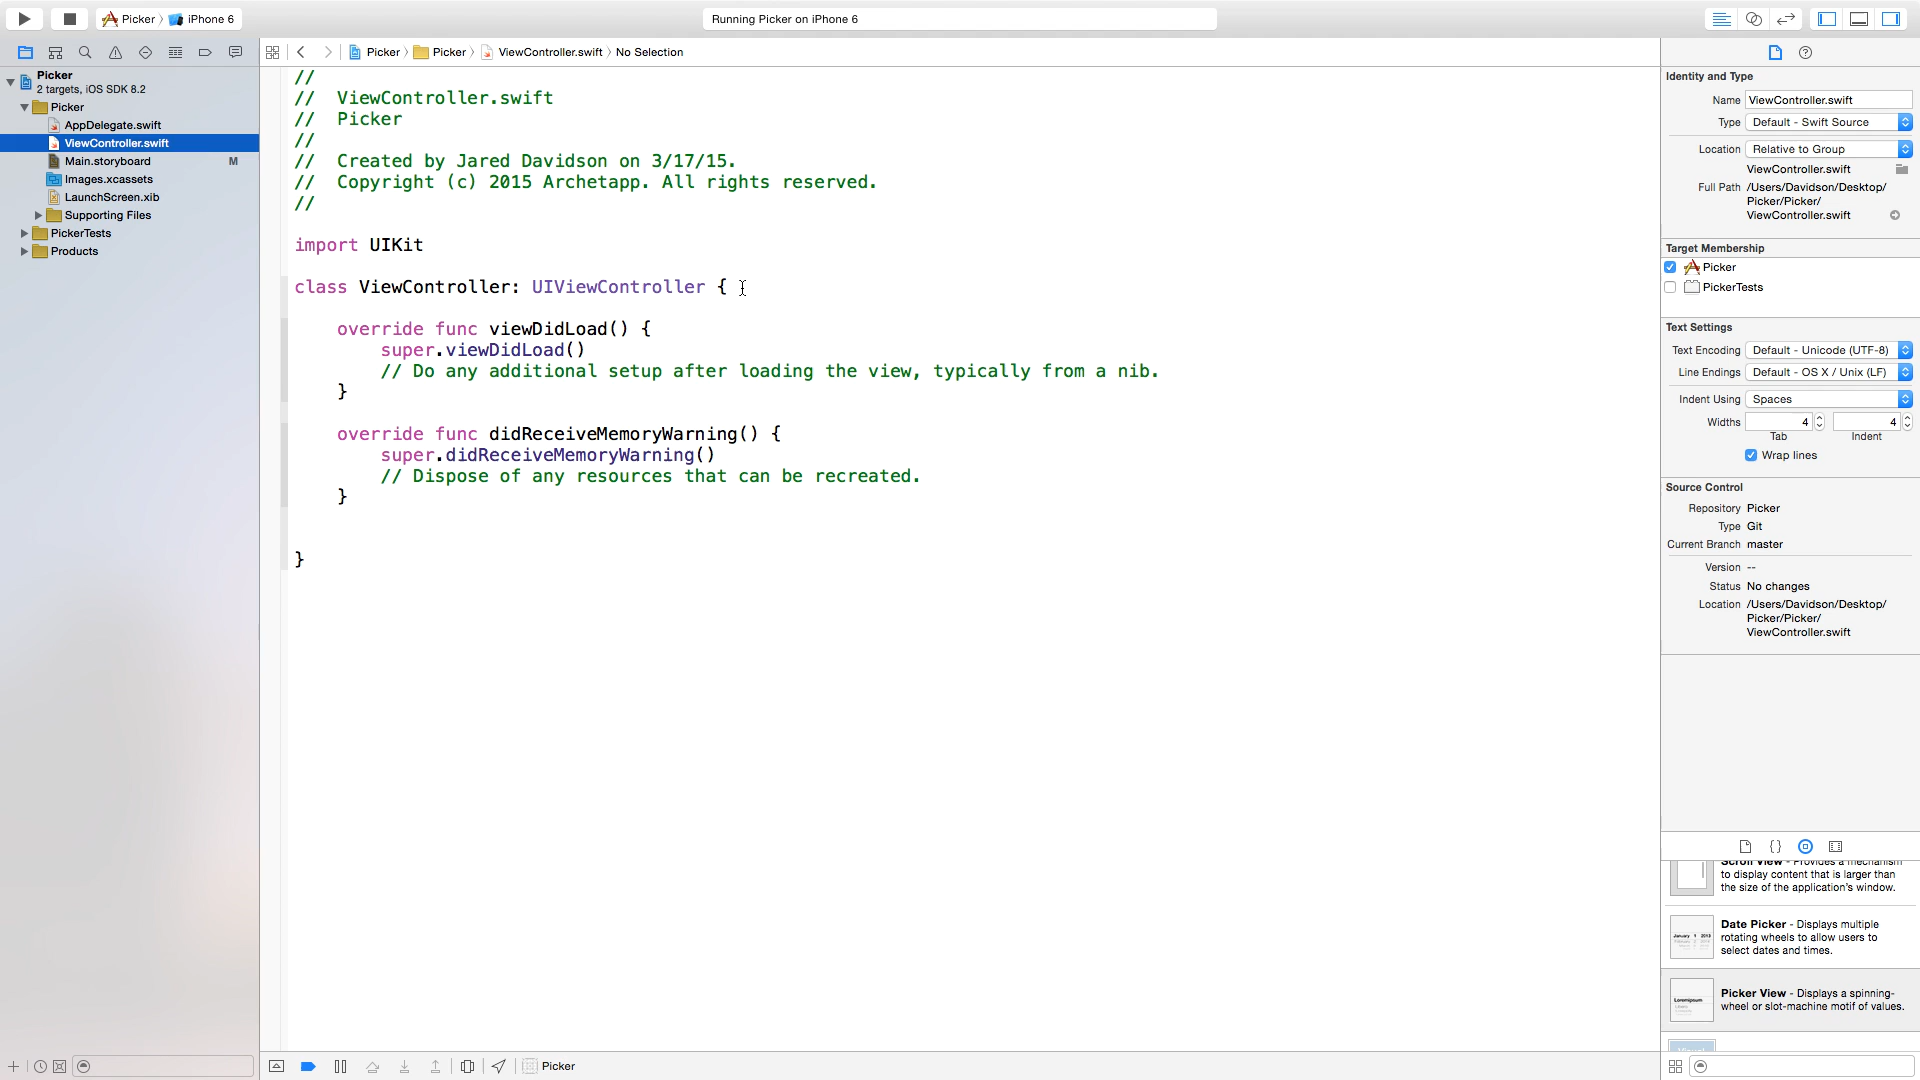 Picker 〉 iPhone 6
Running Picker on iPhone 6
Picker 〉 Picker 〉 ViewController.swift 〉 No Selection
Picker
2 targets, iOS SDK 8.2
Picker
AppDelegate.swift
ViewController.swift
Main.storyboard M
Images.xcassets
LaunchScreen.xib
Supporting Files
PickerTests
Products
//
//  ViewController.swift
//  Picker
//
//  Created by Jared Davidson on 3/17/15.
//  Copyright (c) 2015 Archetapp. All rights reserved.
//
import UIKit
class ViewController: UIViewController {
override func viewDidLoad() {
super.viewDidLoad()
// Do any additional setup after loading the view, typically from a nib.
}
override func didReceiveMemoryWarning() {
super.didReceiveMemoryWarning()
// Dispose of any resources that can be recreated.
}
}
Picker
Identity and Type
Name ViewController.swift
Type Default - Swift Source
Location Relative to Group
ViewController.swift
Full Path /Users/Davidson/Desktop/
Picker/Picker/
ViewController.swift
Target Membership
Picker
PickerTests
Text Settings
Text Encoding Default - Unicode (UTF-8)
Line Endings Default - OS X / Unix (LF)
Indent Using Spaces
Widths 4 4
Tab Indent
Wrap lines
Source Control
Repository Picker
Type Git
Current Branch master
Version --
Status No changes
Location /Users/Davidson/Desktop/
Picker/Picker/
ViewController.swift
Scroll View - Provides a mechanism
to display content that is larger than
the size of the application's window.
Date Picker - Displays multiple
rotating wheels to allow users to
select dates and times.
Picker View - Displays a spinning-
wheel or slot-machine motif of values.